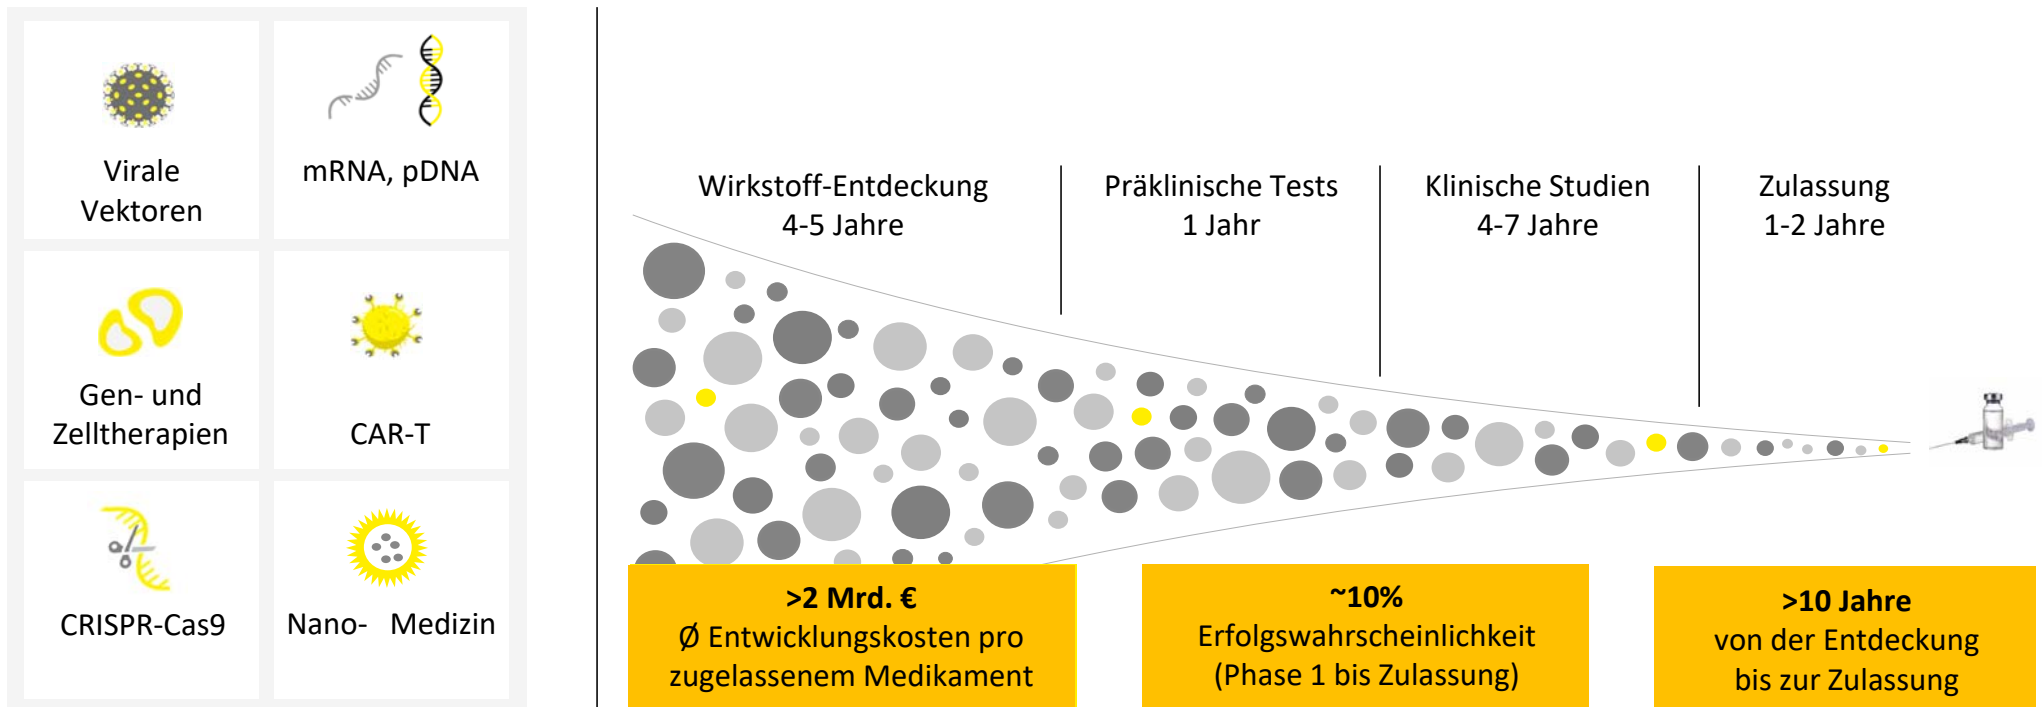 Virale
Vektoren
mRNA, pDNA
Gen- und
Zelltherapien
CAR-T
CRISPR-Cas9
Nano- Medizin
Wirkstoff-Entdeckung
4-5 Jahre
Präklinische Tests
1 Jahr
Klinische Studien
4-7 Jahre
Zulassung
1-2 Jahre
>2 Mrd. €
Ø Entwicklungskosten pro
zugelassenem Medikament
~10%
Erfolgswahrscheinlichkeit
(Phase 1 bis Zulassung)
>10 Jahre
von der Entdeckung
bis zur Zulassung